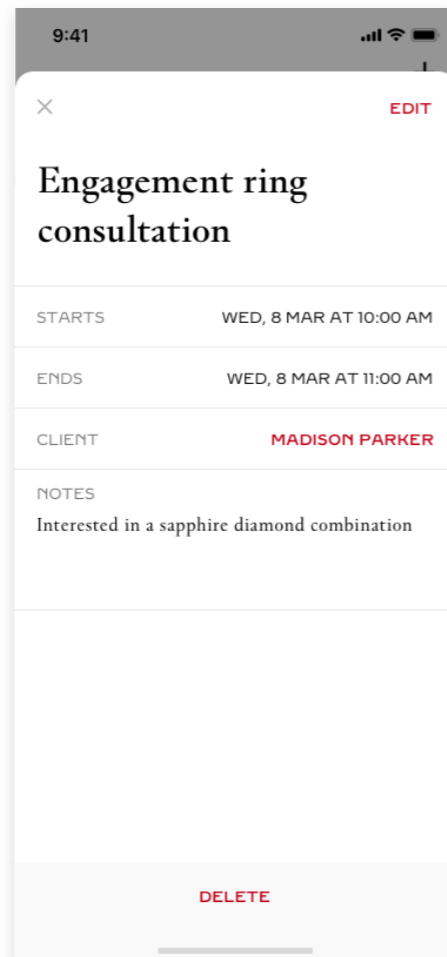 9:41
EDIT
Engagement ring
consultation
STARTS WED, 8 MAR AT 10:00 AM
ENDS WED, 8 MAR AT 11:00 AM
CLIENT MADISON PARKER
NOTES
Interested in a sapphire diamond combination
DELETE